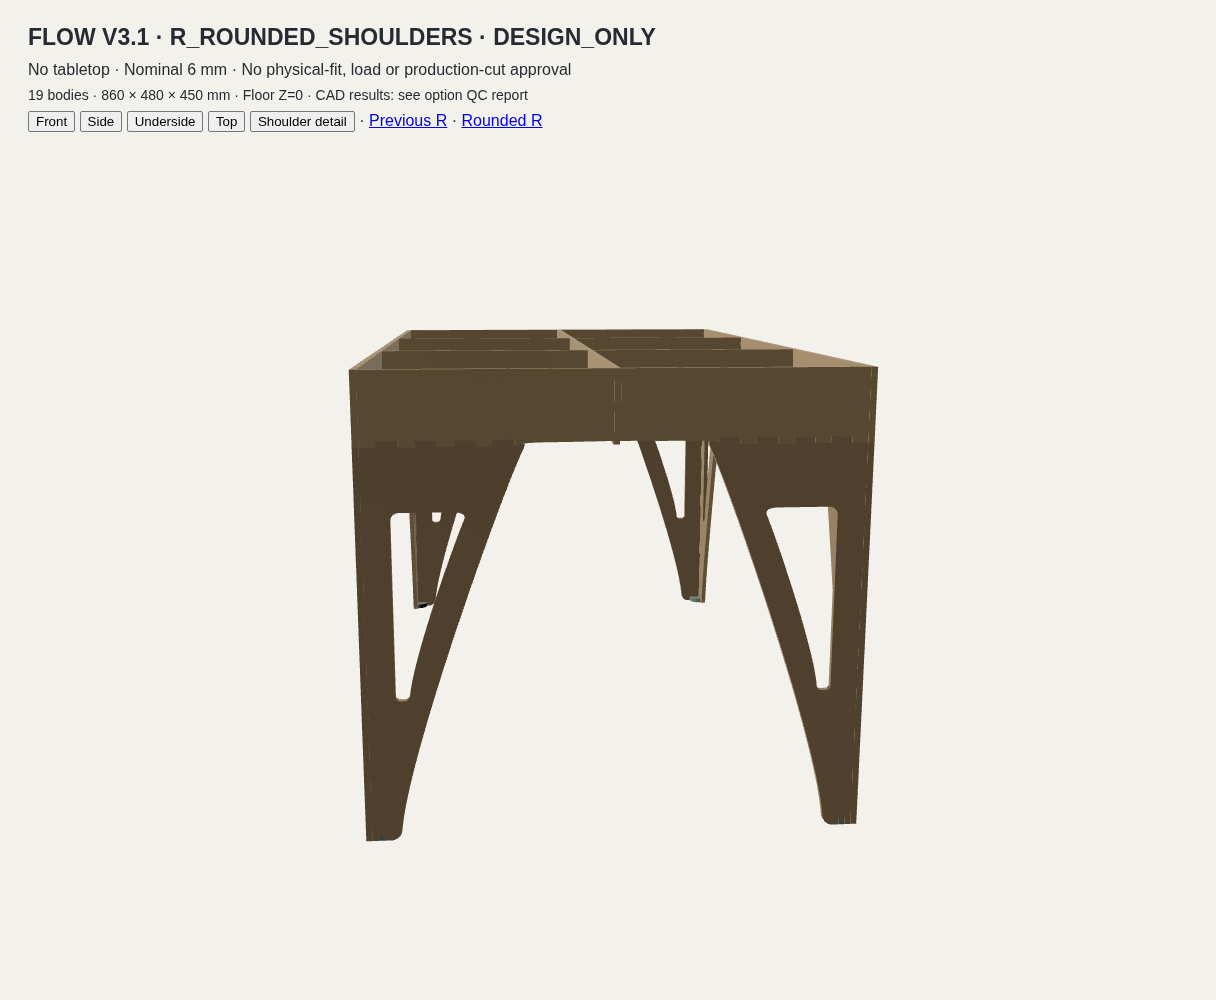 FLOW V3.1 · R_ROUNDED_SHOULDERS · DESIGN_ONLY
No tabletop · Nominal 6 mm · No physical-fit, load or production-cut approval
19 bodies · 860 × 480 × 450 mm · Floor Z=0 · CAD results: see option QC report
Front Side Underside Top Shoulder detail · Previous R · Rounded R